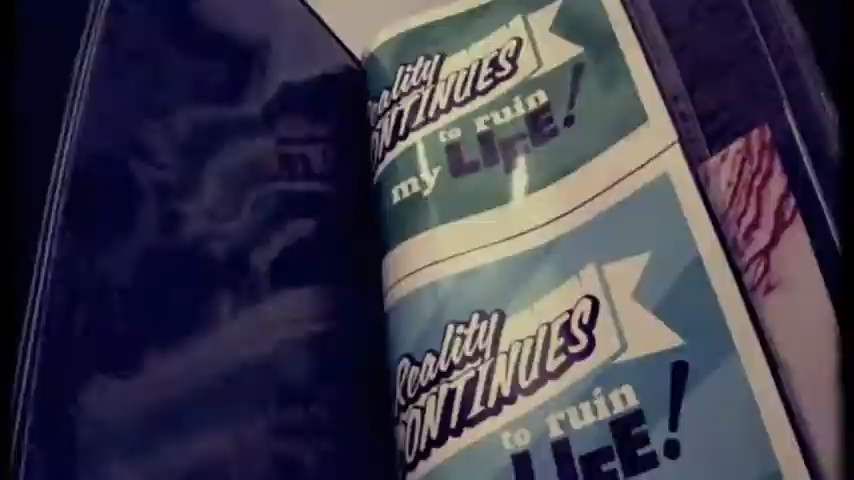 Reality
CONTINUES
to ruin
my LIFE!
Reality
CONTINUES
to ruin
LIFE!